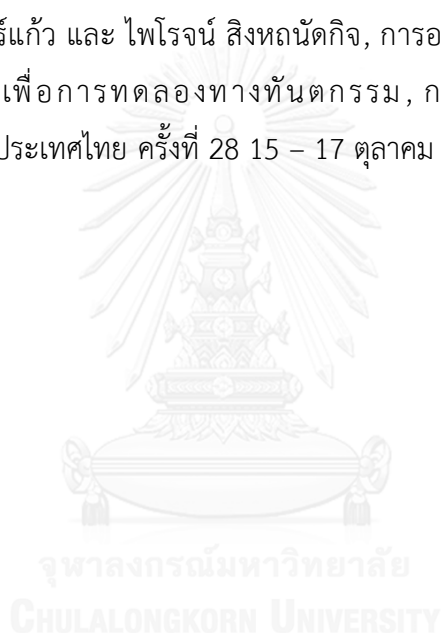 ร์แก้ว และ ไพโรจน์ สิงหถนัดกิจ, การอ
เพื่อการทดลองทางทันตกรรม, ก
ประเทศไทย ครั้งที่ 28 15 – 17 ตุลาคม
จุฬาลงกรณ์มหาวิทยาลัย
CHULALONGKORN UNIVERSITY